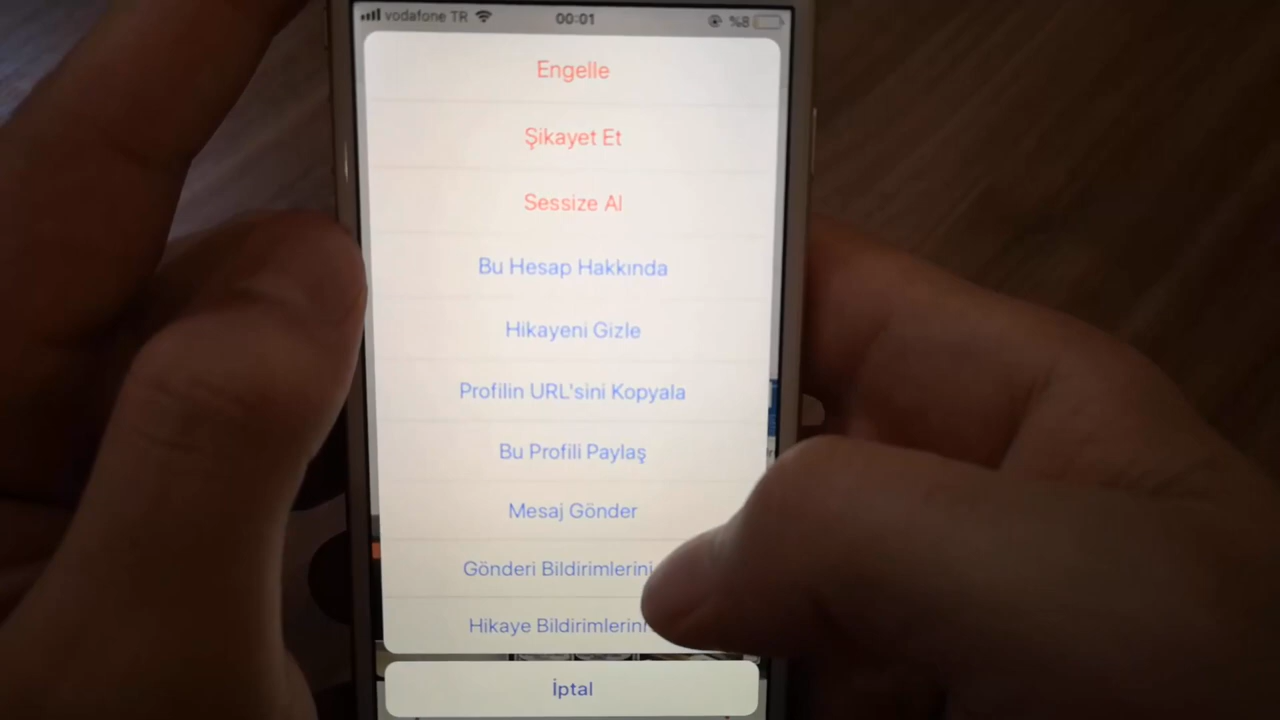 vodafone TR 00:01 %8
Engelle
Şikayet Et
Sessize Al
Bu Hesap Hakkında
Hikayeni Gizle
Profilin URL'sini Kopyala
Bu Profili Paylaş
Mesaj Gönder
Gönderi Bildirimlerini
Hikaye Bildirimlerini
İptal